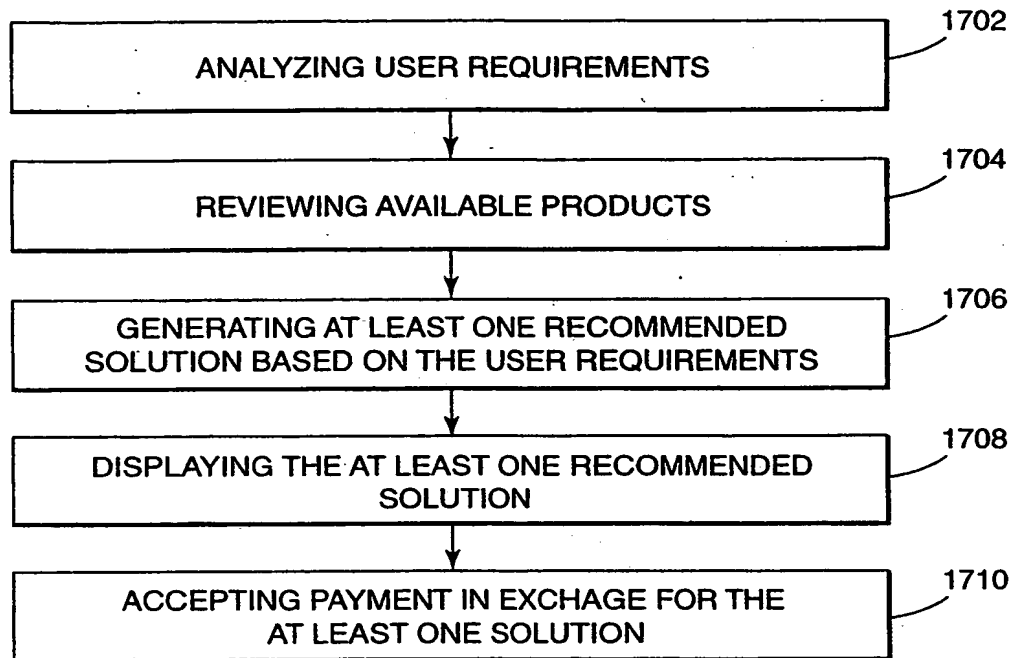 1702
ANALYZING USER REQUIREMENTS
1704
REVIEWING AVAILABLE PRODUCTS
1706
GENERATING AT LEAST ONE RECOMMENDED
SOLUTION BASED ON THE USER REQUIREMENTS
1708
DISPLAYING THE AT LEAST ONE RECOMMENDED
SOLUTION
1710
ACCEPTING PAYMENT IN EXCHAGE FOR THE
AT LEAST ONE SOLUTION